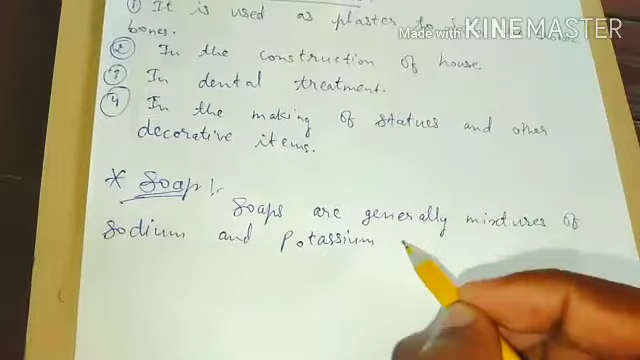 ① It is used as plaster to
Made with KINEMASTER
bones.
② In the construction of house
③ In dental treatment.
④ In the making of statues and other
decorative items.
* Soap :-
Soaps are generally mixtures of
Sodium and Potassium